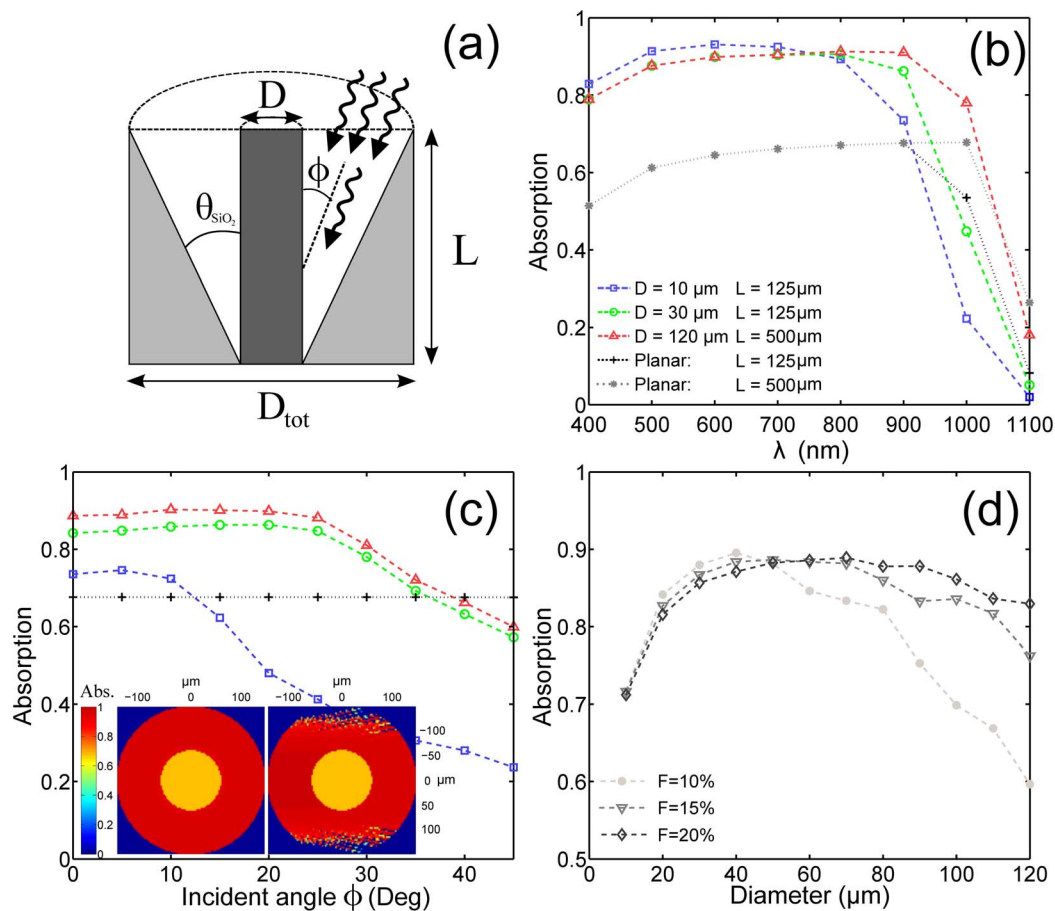 (a)
D
ϕ
θSiO₂
L
Dtot
(b)
Absorption
1
0.8
0.6
0.4
0.2
0
D = 10 µm L = 125µm
D = 30 µm L = 125µm
D = 120 µm L = 500µm
Planar: L = 125µm
Planar: L = 500µm
400 500 600 700 800 900 1000 1100
λ (nm)
(c)
Absorption
1
0.8
0.6
0.4
0.2
0
Abs.
1
0.8
0.6
0.4
0.2
0
µm µm
−100 0 100 −100 0 100
−100
−50
0 µm
50
100
0 10 20 30 40
Incident angle ϕ (Deg)
(d)
Absorption
1
0.9
0.8
0.7
0.6
0.5
F=10%
F=15%
F=20%
0 20 40 60 80 100 120
Diameter (µm)